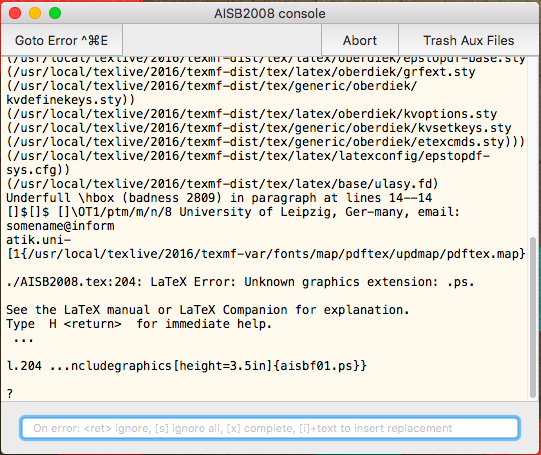 AISB2008 console
Goto Error ^⌘E
Abort
Trash Aux Files
(/usr/local/texlive/2016/texmf-dist/tex/latex/oberdiek/epstopdf-base.sty
(/usr/local/texlive/2016/texmf-dist/tex/latex/oberdiek/grfext.sty
(/usr/local/texlive/2016/texmf-dist/tex/generic/oberdiek/
kvdefinekeys.sty))
(/usr/local/texlive/2016/texmf-dist/tex/latex/oberdiek/kvoptions.sty
(/usr/local/texlive/2016/texmf-dist/tex/generic/oberdiek/kvsetkeys.sty
(/usr/local/texlive/2016/texmf-dist/tex/generic/oberdiek/etexcmds.sty)))
(/usr/local/texlive/2016/texmf-dist/tex/latex/latexconfig/epstopdf-
sys.cfg))
(/usr/local/texlive/2016/texmf-dist/tex/latex/base/ulasy.fd)
Underfull \hbox (badness 2809) in paragraph at lines 14--14
[]$[]$ []\OT1/ptm/m/n/8 University of Leipzig, Ger-many, email:
somename@inform
atik.uni-
[1{/usr/local/texlive/2016/texmf-var/fonts/map/pdftex/updmap/pdftex.map}
./AISB2008.tex:204: LaTeX Error: Unknown graphics extension: .ps.
See the LaTeX manual or LaTeX Companion for explanation.
Type  H <return>  for immediate help.
...
l.204 ...ncludegraphics[height=3.5in]{aisbf01.ps}}
?
On error: <ret> ignore, [s] ignore all, [x] complete, [i]+text to insert replacement